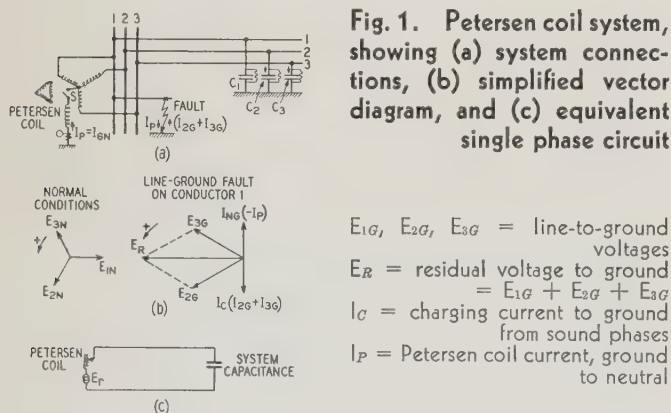 1 2 3
1
2
3
C1
C2
C3
S
PETERSEN
COIL
IP=IGN
FAULT
IP (I2G+I3G)
(a)
NORMAL
CONDITIONS
E3N
+
E1N
E2N
LINE-GROUND FAULT
ON CONDUCTOR 1
+
E3G
ING(-IP)
ER
E2G
IC(I2G+I3G)
(b)
PETERSEN
COIL
Er
SYSTEM
CAPACITANCE
(c)
Fig. 1. Petersen coil system,
showing (a) system connec-
tions, (b) simplified vector
diagram, and (c) equivalent
single phase circuit
E1G, E2G, E3G = line-to-ground
voltages
ER = residual voltage to ground
= E1G + E2G + E3G
IC = charging current to ground
from sound phases
IP = Petersen coil current, ground
to neutral